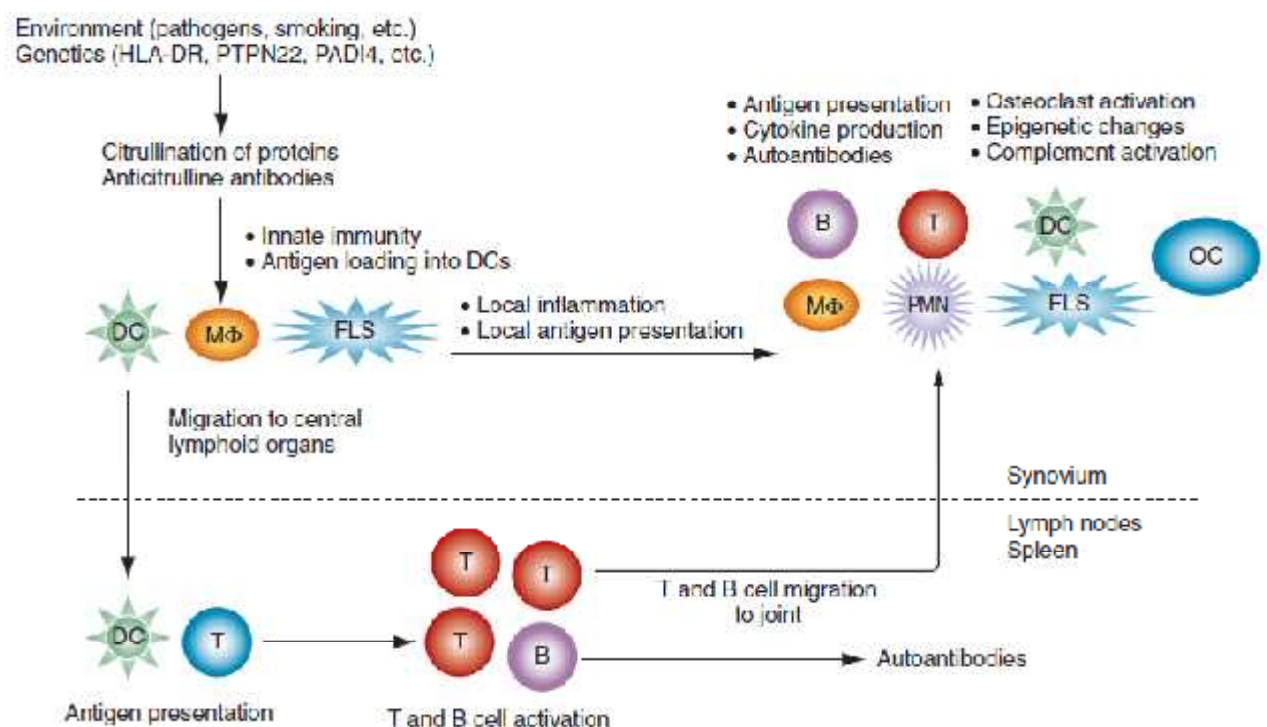 Environment (pathogens, smoking, etc.)
Genetics (HLA-DR, PTPN22, PADI4, etc.)
Citrullination of proteins
Anticitrulline antibodies
• Innate immunity
• Antigen loading into DCs
DC
MΦ
FLS
• Local inflammation
• Local antigen presentation
• Antigen presentation
• Cytokine production
• Autoantibodies
• Osteoclast activation
• Epigenetic changes
• Complement activation
B
T
DC
OC
MΦ
PMN
FLS
Migration to central
lymphoid organs
Synovium
Lymph nodes
Spleen
DC
T
Antigen presentation
T
T
T
B
T and B cell activation
T and B cell migration
to joint
Autoantibodies